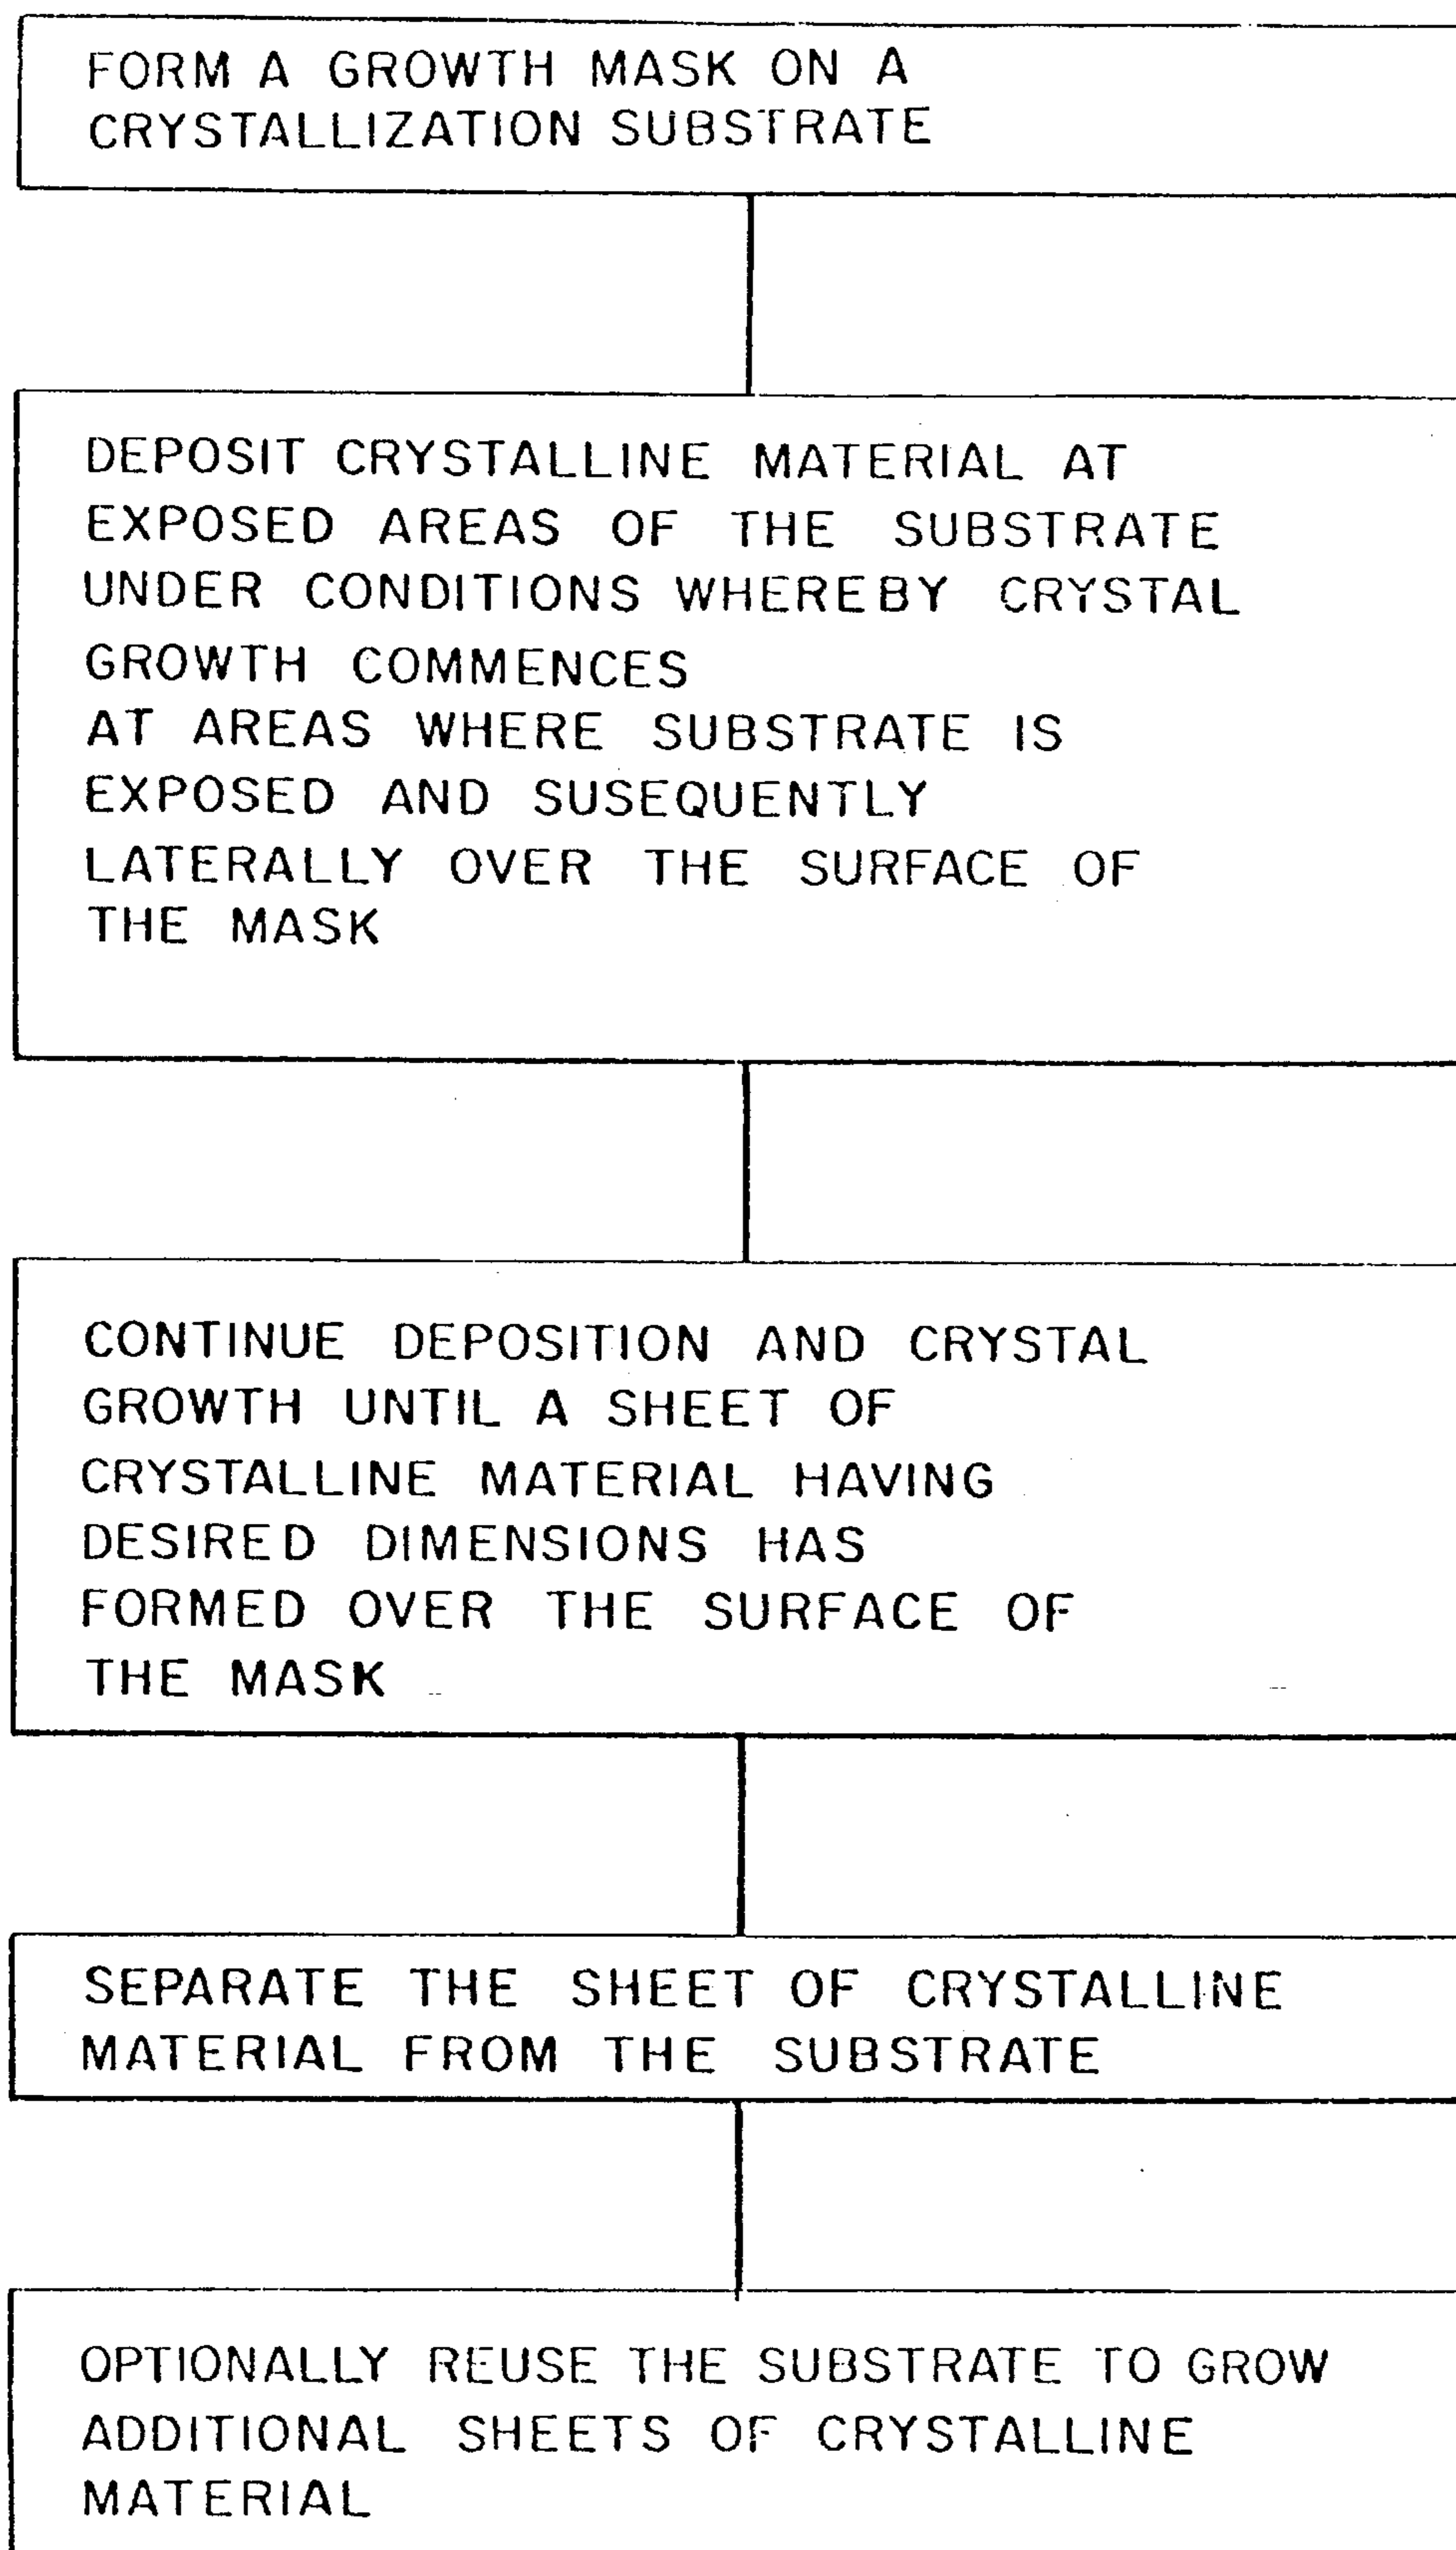 FORM A GROWTH MASK ON A
CRYSTALLIZATION SUBSTRATE
DEPOSIT CRYSTALLINE MATERIAL AT
EXPOSED AREAS OF THE SUBSTRATE
UNDER CONDITIONS WHEREBY CRYSTAL
GROWTH COMMENCES
AT AREAS WHERE SUBSTRATE IS
EXPOSED AND SUSEQUENTLY
LATERALLY OVER THE SURFACE OF
THE MASK
CONTINUE DEPOSITION AND CRYSTAL
GROWTH UNTIL A SHEET OF
CRYSTALLINE MATERIAL HAVING
DESIRED DIMENSIONS HAS
FORMED OVER THE SURFACE OF
THE MASK
SEPARATE THE SHEET OF CRYSTALLINE
MATERIAL FROM THE SUBSTRATE
OPTIONALLY REUSE THE SUBSTRATE TO GROW
ADDITIONAL SHEETS OF CRYSTALLINE
MATERIAL